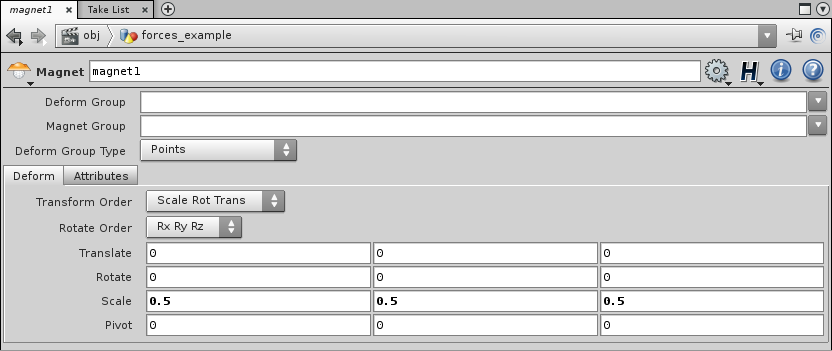 magnet1 Take List
obj forces_example
Magnet magnet1
Deform Group
Magnet Group
Deform Group Type Points
Deform Attributes
Transform Order Scale Rot Trans
Rotate Order Rx Ry Rz
Translate 0 0 0
Rotate 0 0 0
Scale 0.5 0.5 0.5
Pivot 0 0 0